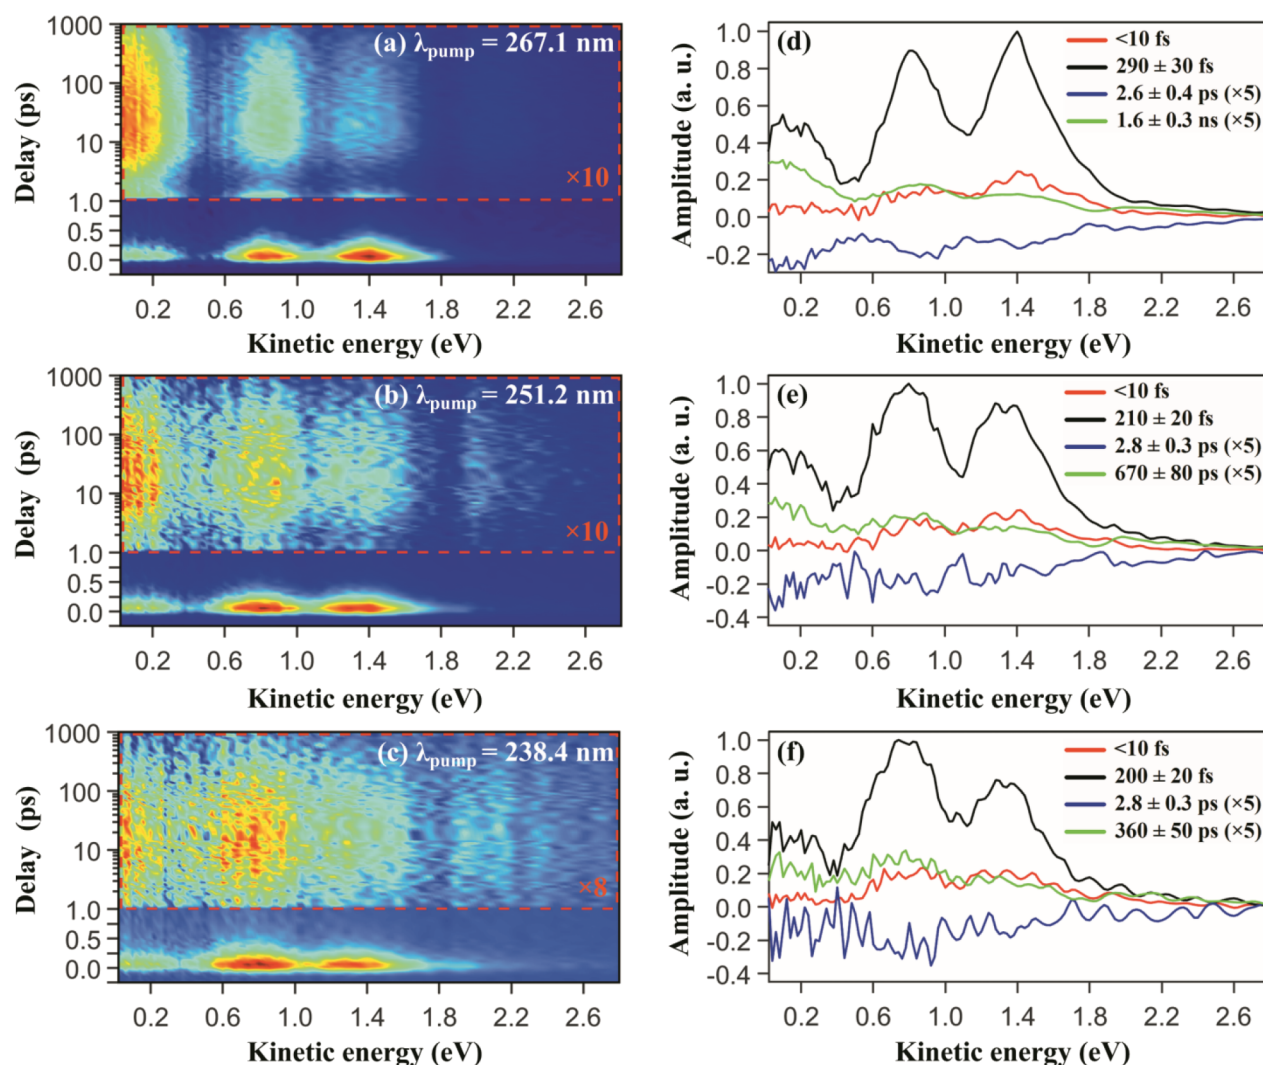 (a) λpump = 267.1 nm
1000
100
10
1.0
0.5
0.0
×10
Delay (ps)
0.2 0.6 1.0 1.4 1.8 2.2 2.6
Kinetic energy (eV)
(d)
<10 fs
290 ± 30 fs
2.6 ± 0.4 ps (×5)
1.6 ± 0.3 ns (×5)
1.0
0.8
0.6
0.4
0.2
0.0
-0.2
Amplitude (a. u.)
0.2 0.6 1.0 1.4 1.8 2.2 2.6
Kinetic energy (eV)
(b) λpump = 251.2 nm
1000
100
10
1.0
0.5
0.0
×10
Delay (ps)
0.2 0.6 1.0 1.4 1.8 2.2 2.6
Kinetic energy (eV)
(e)
<10 fs
210 ± 20 fs
2.8 ± 0.3 ps (×5)
670 ± 80 ps (×5)
1.0
0.8
0.6
0.4
0.2
0.0
-0.2
-0.4
Amplitude (a. u.)
0.2 0.6 1.0 1.4 1.8 2.2 2.6
Kinetic energy (eV)
(c) λpump = 238.4 nm
1000
100
10
1.0
0.5
0.0
×8
Delay (ps)
0.2 0.6 1.0 1.4 1.8 2.2 2.6
Kinetic energy (eV)
(f)
<10 fs
200 ± 20 fs
2.8 ± 0.3 ps (×5)
360 ± 50 ps (×5)
1.0
0.8
0.6
0.4
0.2
0.0
-0.2
-0.4
Amplitude (a. u.)
0.2 0.6 1.0 1.4 1.8 2.2 2.6
Kinetic energy (eV)